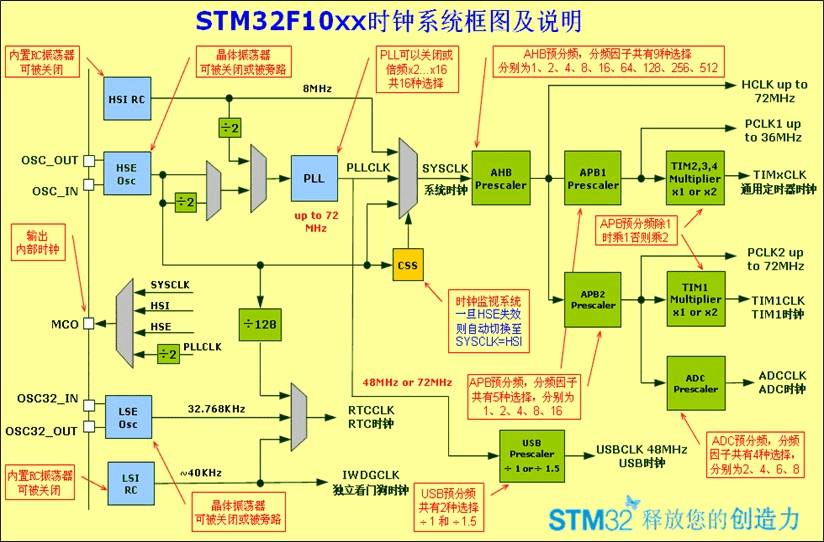 STM32F10xx时钟系统框图及说明
内置RC振荡器
可被关闭
晶体振荡器
可被关闭或被旁路
PLL可以关闭或
倍频x2...x16
共16种选择
AHB预分频，分频因子共有9种选择
分别为1、2、4、8、16、64、128、256、512
HSI RC
8MHz
÷2
HCLK up to
72MHz
PCLK1 up
to 36MHz
OSC_OUT
OSC_IN
HSE
Osc
÷2
PLL
PLLCLK
SYSCLK
系统时钟
AHB
Prescaler
APB1
Prescaler
TIM2,3,4
Multiplier
x1 or x2
TIMxCLK
通用定时器时钟
up to 72
MHz
APB预分频除1
时乘1否则乘2
输出
内部时钟
CSS
PCLK2 up
to 72MHz
SYSCLK
HSI
HSE
PLLCLK
÷2
MCO
÷128
时钟监视系统
一旦HSE失效
则自动切换至
SYSCLK=HSI
APB2
Prescaler
TIM1
Multiplier
x1 or x2
TIM1CLK
TIM1时钟
48MHz or 72MHz
APB预分频，分频因子
共有5种选择，分别为
1、2、4、8、16
ADC
Prescaler
ADCCLK
ADC时钟
OSC32_IN
OSC32_OUT
LSE
Osc
32.768KHz
RTCCLK
RTC时钟
USB
Prescaler
÷ 1 or÷ 1.5
USBCLK 48MHz
USB时钟
ADC预分频，分频
因子共有4种选择，
分别为2、4、6、8
内置RC振荡器
可被关闭
LSI
RC
~40KHz
IWDGCLK
独立看门狗时钟
晶体振荡器
可被关闭或被旁路
USB预分频
共有2种选择
÷1 和 ÷1.5
STM32 释放您的创造力